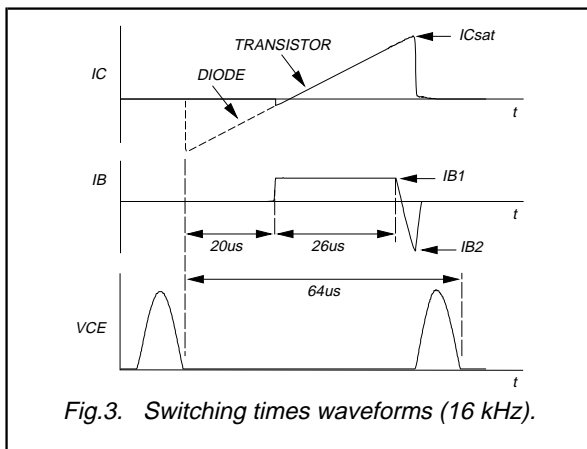 ICsat
TRANSISTOR
IC
DIODE
t
IB
IB1
t
20us
26us
IB2
64us
VCE
t
Fig.3. Switching times waveforms (16 kHz).